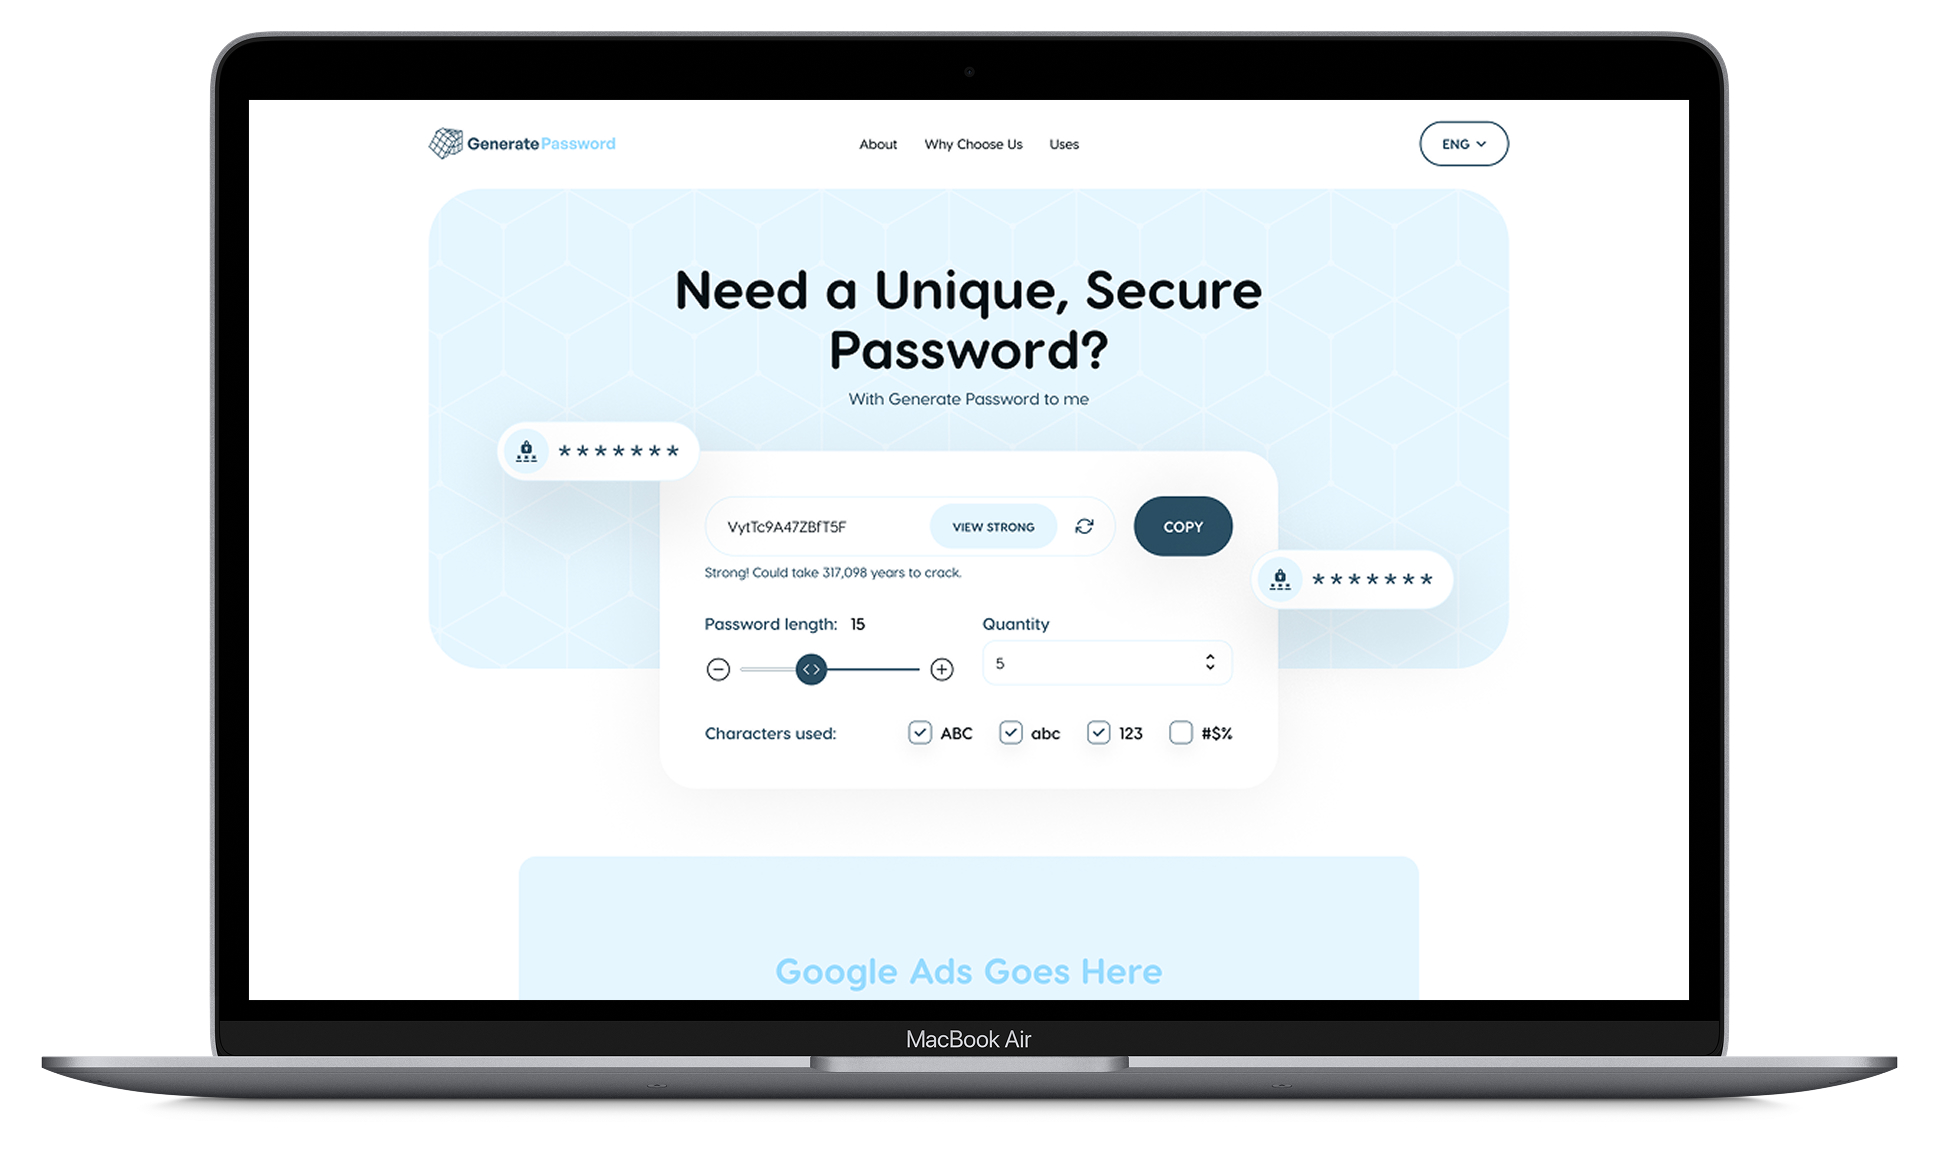 GeneratePassword
About Why Choose Us Uses
ENG
Need a Unique, Secure
Password?
With Generate Password to me
*******
VytTc9A47ZBfT5F VIEW STRONG COPY
Strong! Could take 317,098 years to crack.
*******
Password length: 15 Quantity
5
Characters used: ABC abc 123 #$%
Google Ads Goes Here
MacBook Air